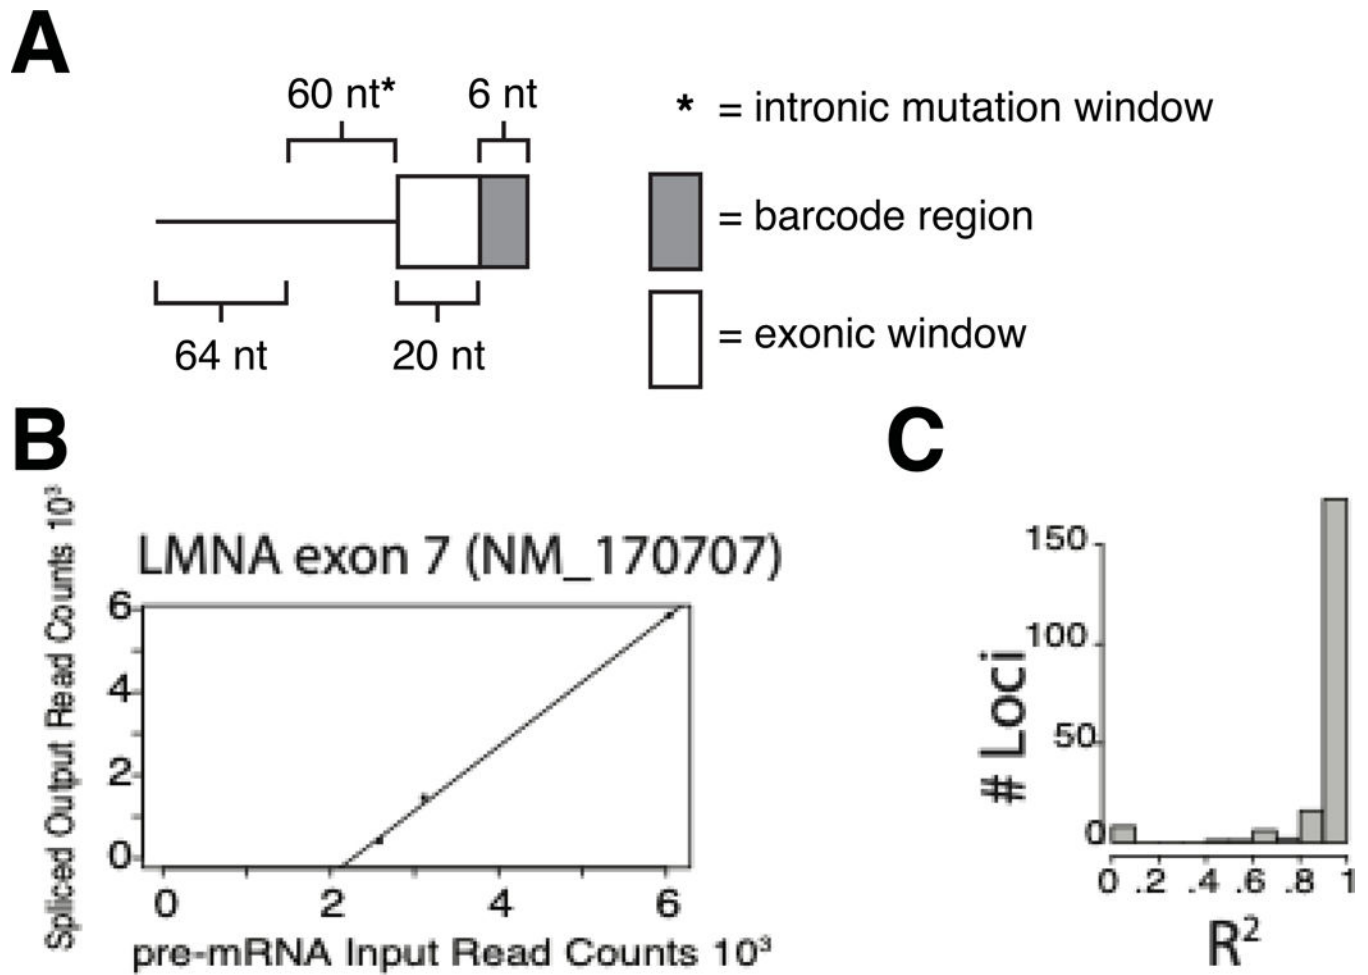 A
60 nt*
6 nt
64 nt
20 nt
* = intronic mutation window
= barcode region
= exonic window
B
LMNA exon 7 (NM_170707)
Spliced Output Read Counts 10³
6
4
2
0
0 2 4 6
pre-mRNA Input Read Counts 10³
C
# Loci
150
100
50
0
0 .2 .4 .6 .8 1
R²